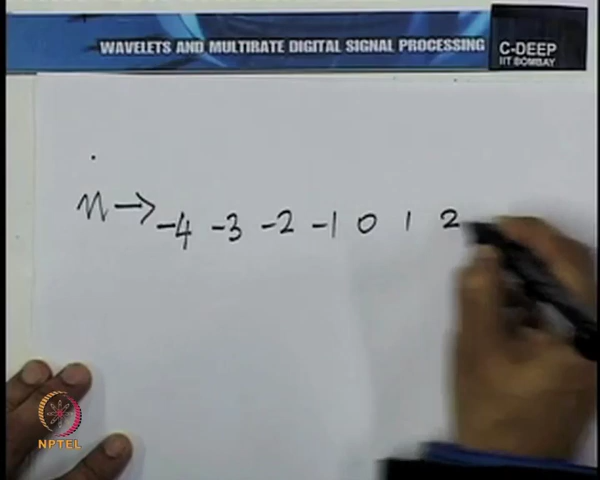 WAVELETS AND MULTIRATE DIGITAL SIGNAL PROCESSING
C-DEEP
IIT BOMBAY
n → -4 -3 -2 -1 0 1 2
NPTEL